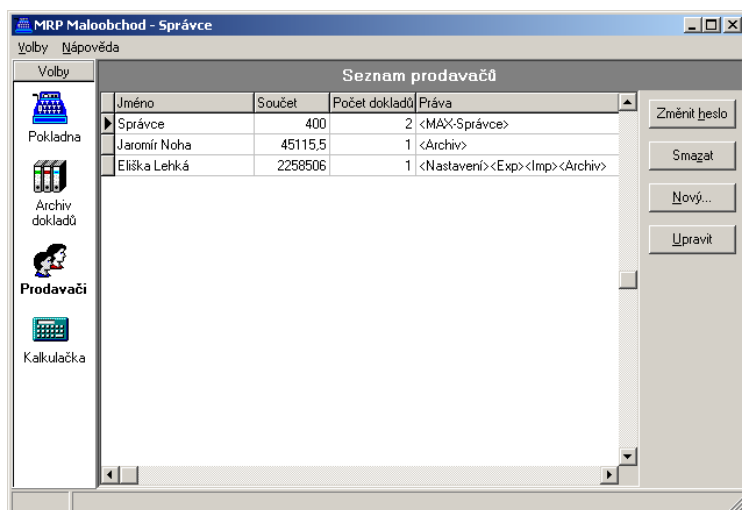 MRP Maloobchod - Správce
Volby Nápověda
Volby
Pokladna
Archiv
dokladů
Prodavači
Kalkulačka
Seznam prodavačů
Jméno Součet Počet dokladů Práva
Správce 400 2 <MAX-Správce>
Jaromír Noha 45115,5 1 <Archiv>
Eliška Lehká 2258506 1 <Nastavení><Exp><Imp><Archiv>
Změnit heslo
Smazat
Nový...
Upravit